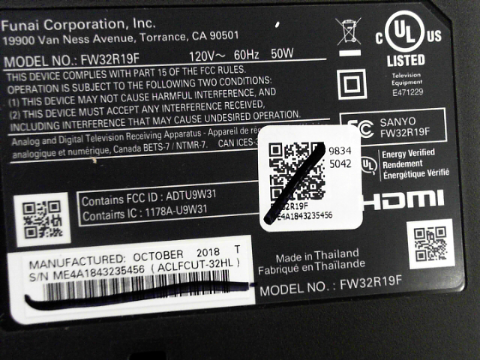 Funai Corporation, Inc.
19900 Van Ness Avenue, Torrance, CA 90501
MODEL NO.: FW32R19F 120V~ 60Hz 50W
THIS DEVICE COMPLIES WITH PART 15 OF THE FCC RULES.
OPERATION IS SUBJECT TO THE FOLLOWING TWO CONDITIONS:
(1) THIS DEVICE MAY NOT CAUSE HARMFUL INTERFERENCE, AND
(2) THIS DEVICE MUST ACCEPT ANY INTERFERENCE RECEIVED,
INCLUDING INTERFERENCE THAT MAY CAUSE UNDESIRED OPERATION.
Analog and Digital Television Receiving Apparatus - Appareil de
analogique et numérique, Canada BETS-7 / NTMR-7. CAN ICES-3
C UL US
LISTED
Television
Equipment
E471229
FC SANYO
FW32R19F
UL Energy Verified
Rendement
Énergétique Vérifié
9834
5042
32R19F
ME4A1843235456
HDMI
Contains FCC ID : ADTU9W31
Contains IC : 1178A-U9W31
MANUFACTURED: OCTOBER 2018 T
S/N ME4A1843235456 ( ACLFCUT-32HL )
Made in Thailand
Fabriqué en Thaïlande
MODEL NO. : FW32R19F